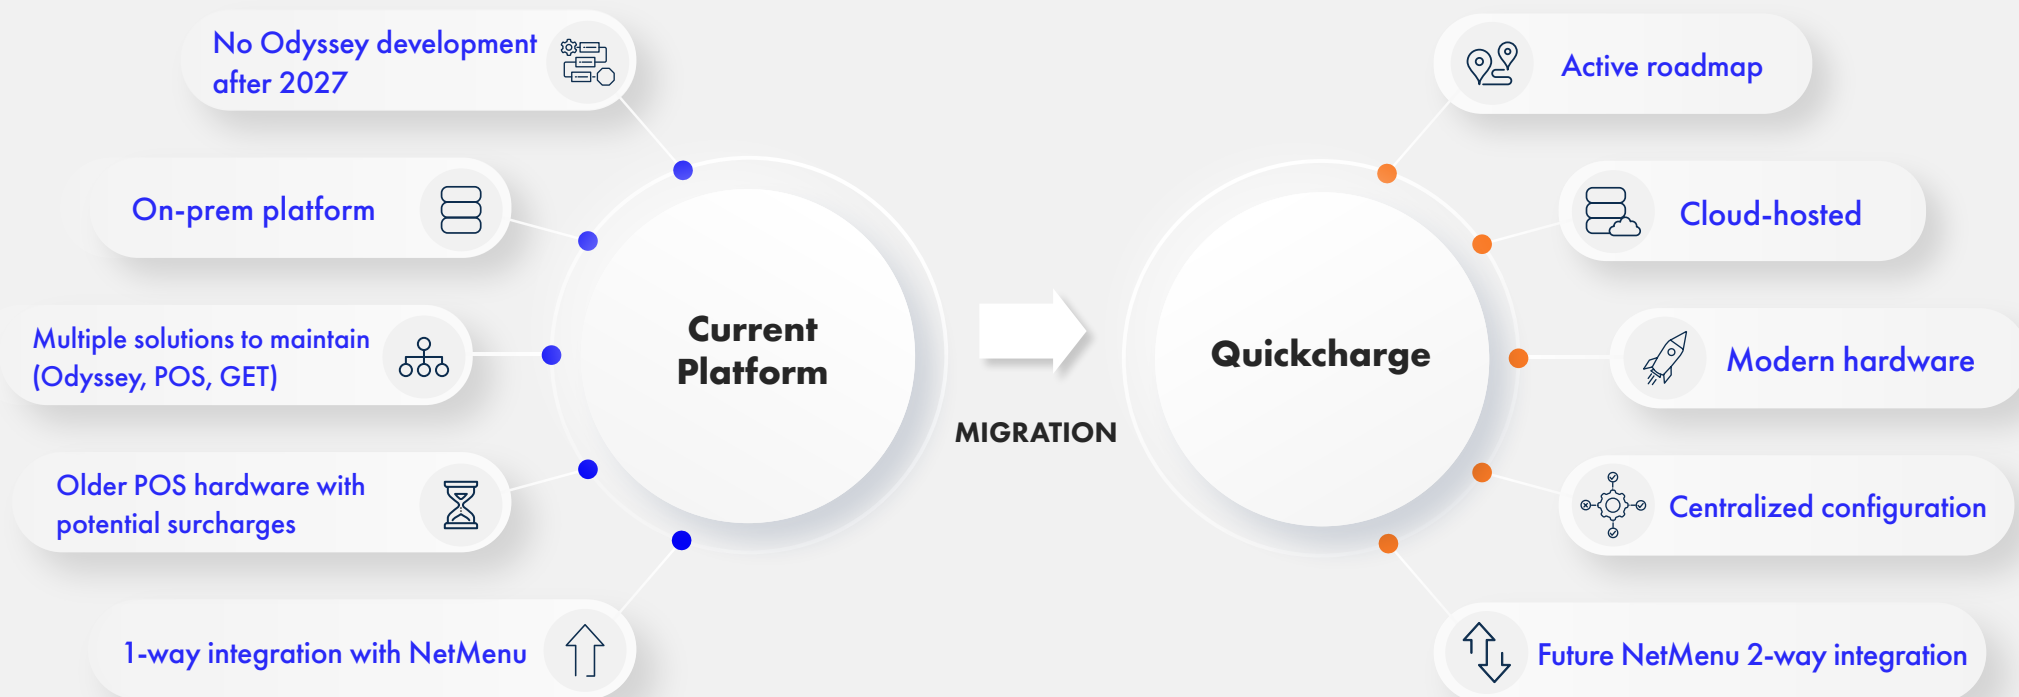 No Odyssey development
after 2027
On-prem platform
Multiple solutions to maintain
(Odyssey, POS, GET)
Older POS hardware with
potential surcharges
1-way integration with NetMenu
Current
Platform
MIGRATION
Quickcharge
Active roadmap
Cloud-hosted
Modern hardware
Centralized configuration
Future NetMenu 2-way integration